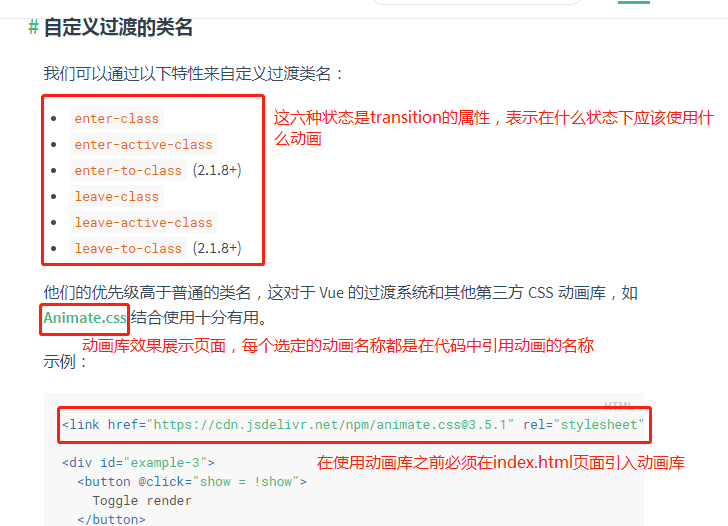 # 自定义过渡的类名
我们可以通过以下特性来自定义过渡类名：
enter-class
enter-active-class
enter-to-class (2.1.8+)
leave-class
leave-active-class
leave-to-class (2.1.8+)
这六种状态是transition的属性，表示在什么状态下应该使用什
么动画
他们的优先级高于普通的类名，这对于 Vue 的过渡系统和其他第三方 CSS 动画库，如
Animate.css 结合使用十分有用。
动画库效果展示页面，每个选定的动画名称都是在代码中引用动画的名称
示例：
HTML
<link href="https://cdn.jsdelivr.net/npm/animate.css@3.5.1" rel="stylesheet"
<div id="example-3">
在使用动画库之前必须在index.html页面引入动画库
<button @click="show = !show">
Toggle render
</button>